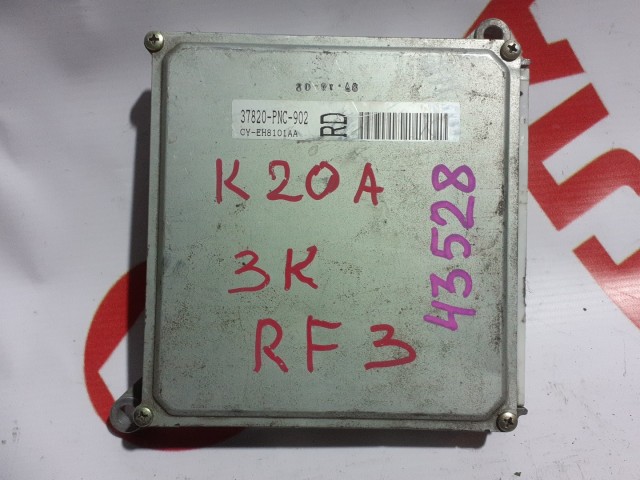 37820-PNC-902
CY-EH8101AA
RD
K20A
3K
RF3
43528